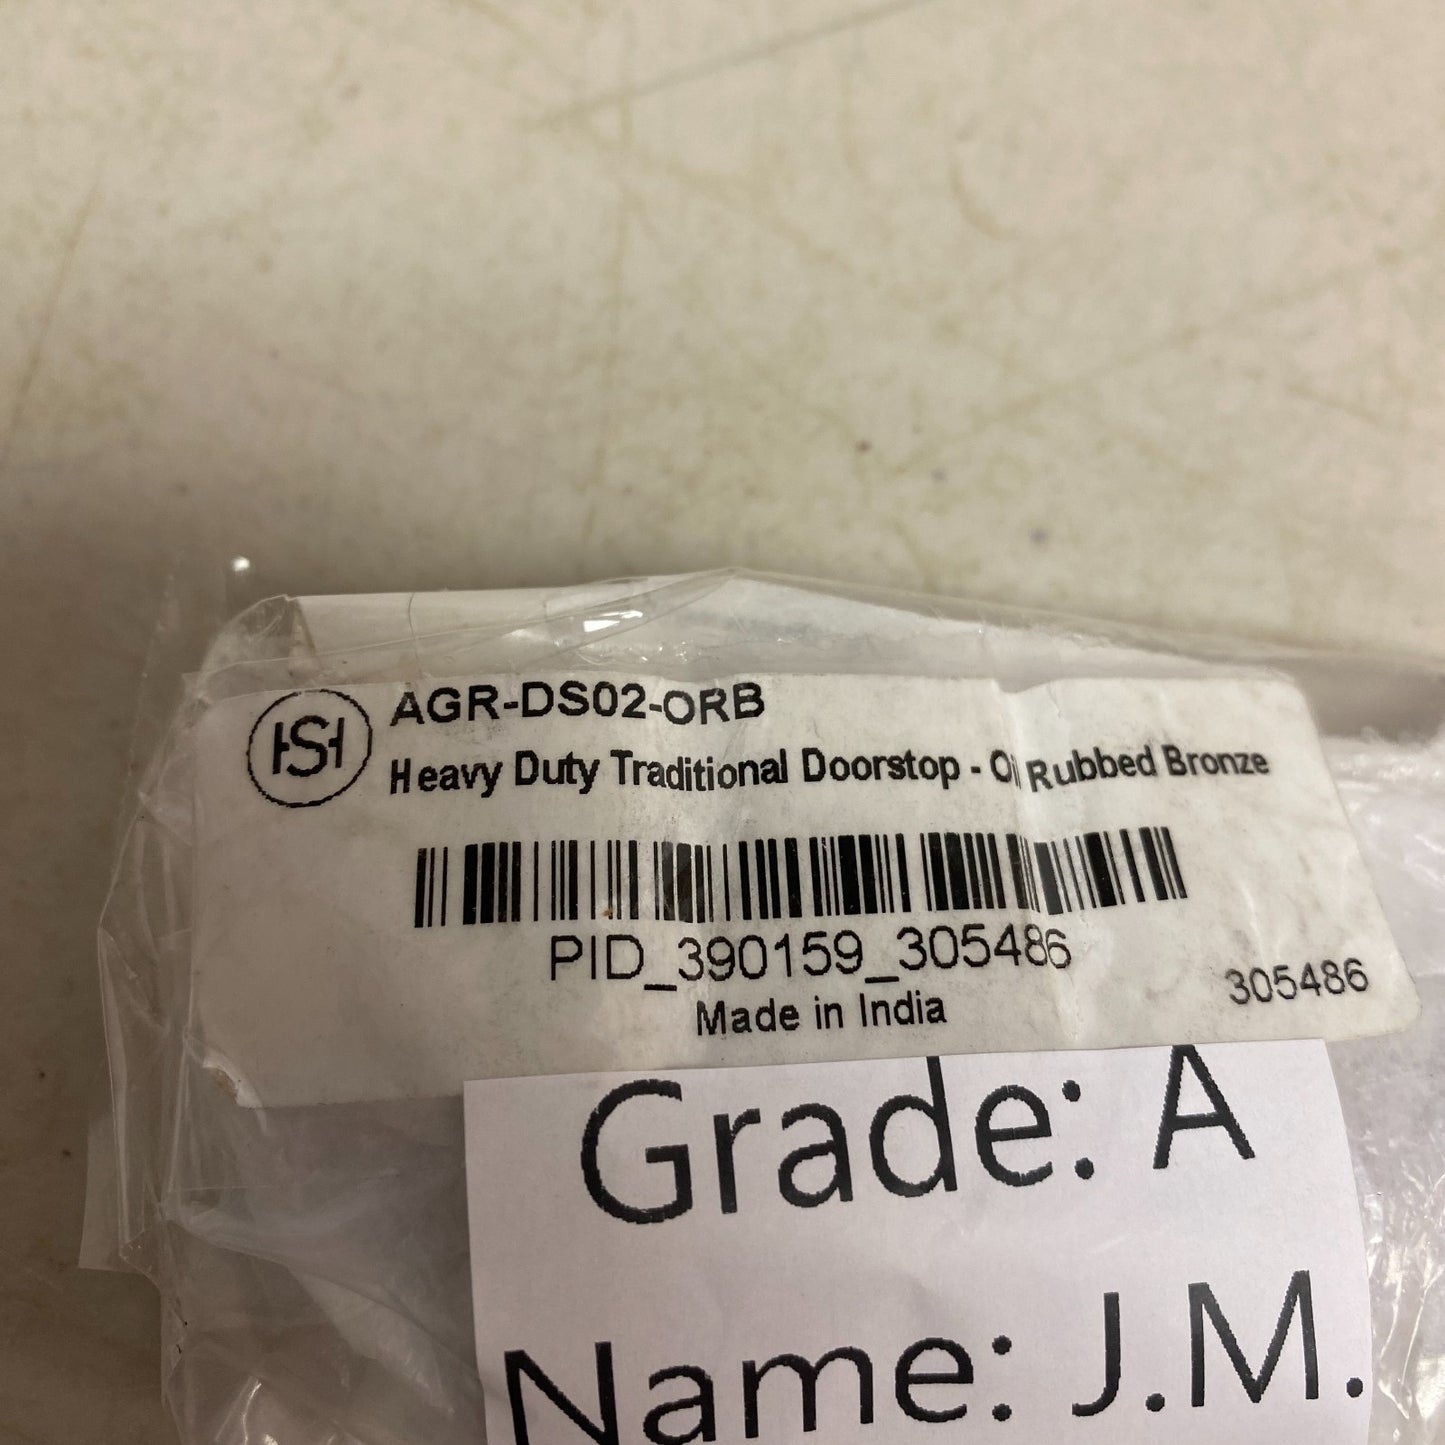 HSH
AGR-DS02-ORB
Heavy Duty Traditional Doorstop - Oil Rubbed Bronze
PID_390159_305486
Made in India
305486
Grade: A
Name: J.M.